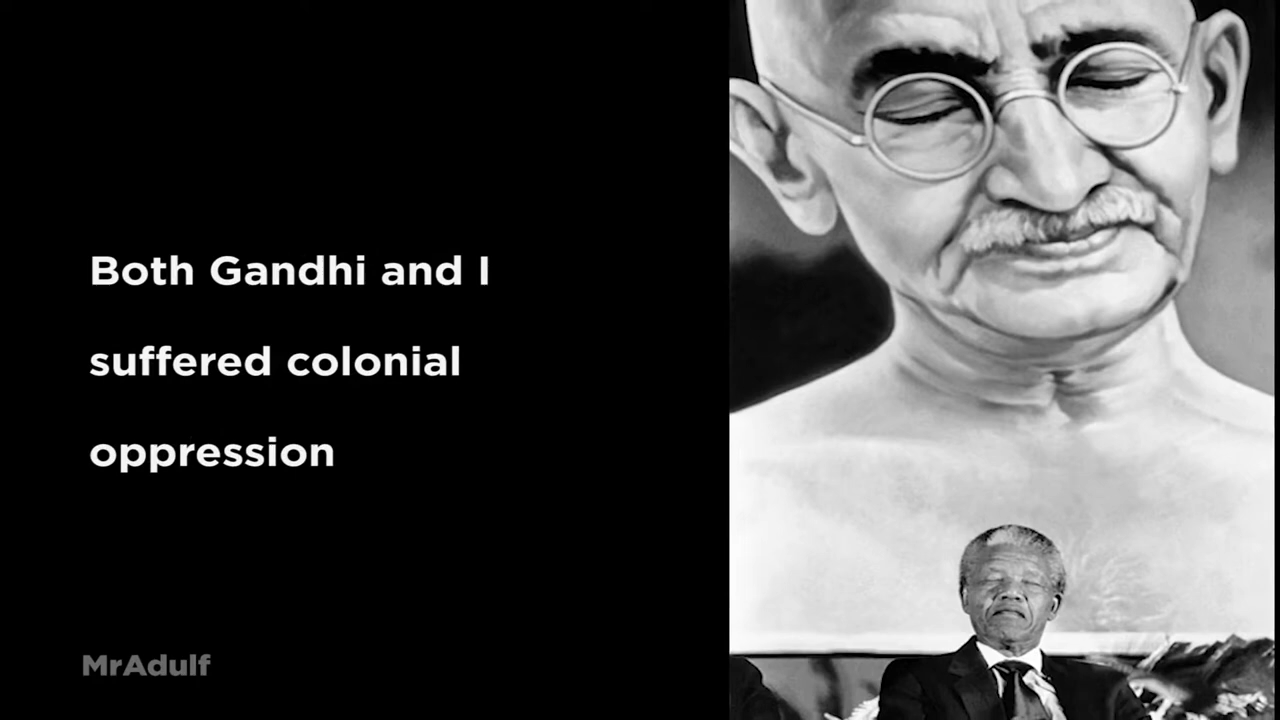 Both Gandhi and I
suffered colonial
oppression
MrAdulf